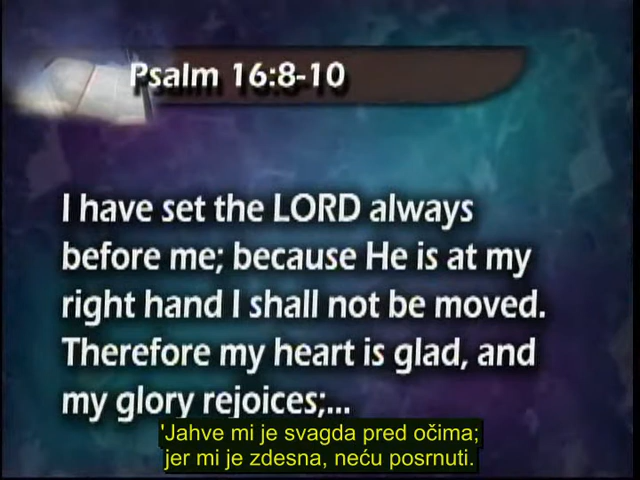 Psalm 16:8-10
I have set the LORD always
before me; because He is at my
right hand I shall not be moved.
Therefore my heart is glad, and
my glory rejoices;...
'Jahve mi je svagda pred očima;
jer mi je zdesna, neću posrnuti.